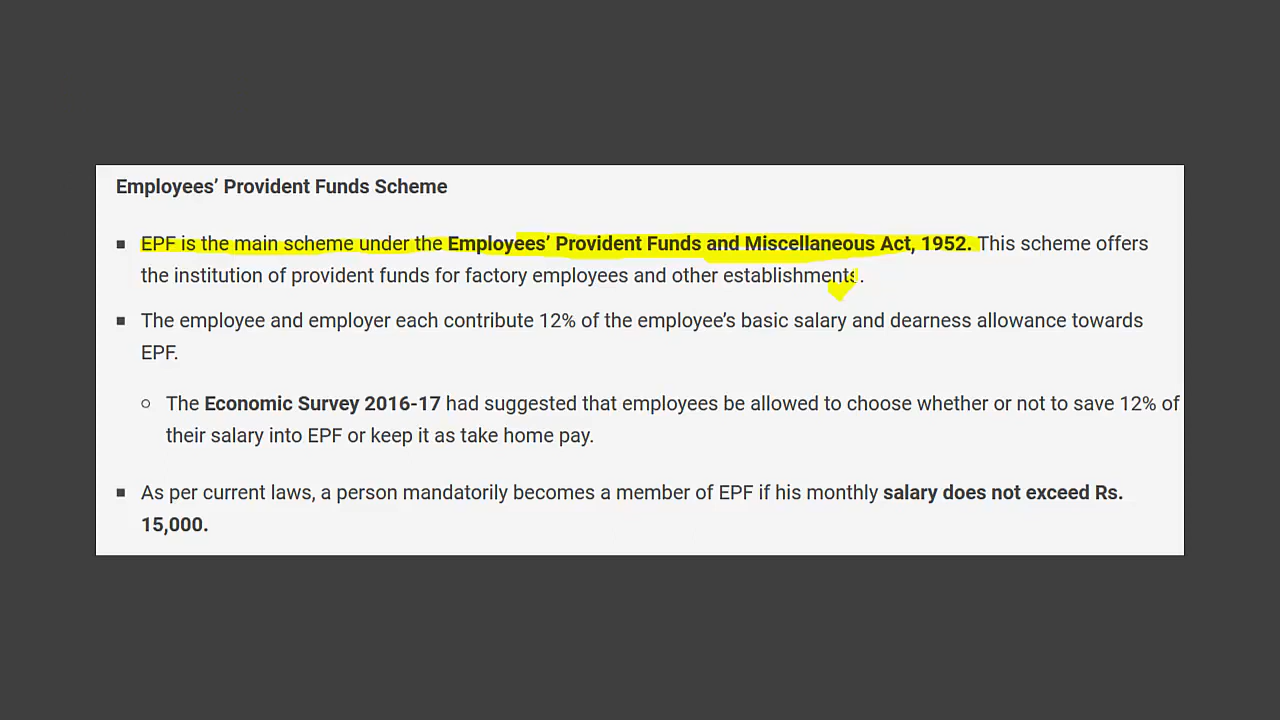 Employees’ Provident Funds Scheme
▪ EPF is the main scheme under the Employees’ Provident Funds and Miscellaneous Act, 1952. This scheme offers
the institution of provident funds for factory employees and other establishments.
▪ The employee and employer each contribute 12% of the employee’s basic salary and dearness allowance towards
EPF.
○ The Economic Survey 2016-17 had suggested that employees be allowed to choose whether or not to save 12% of
their salary into EPF or keep it as take home pay.
▪ As per current laws, a person mandatorily becomes a member of EPF if his monthly salary does not exceed Rs.
15,000.